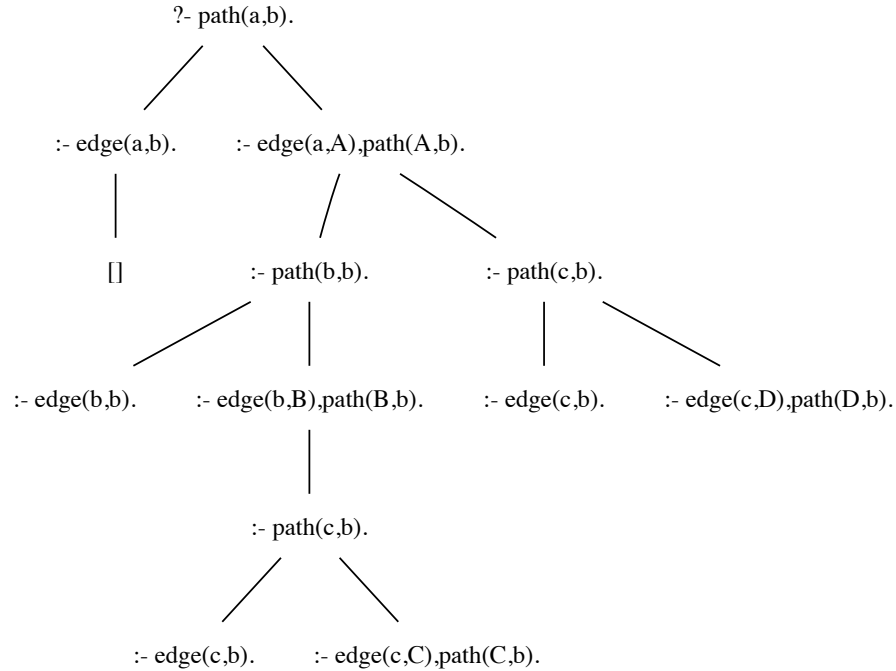 ?- path(a,b).
:- edge(a,b).
:- edge(a,A),path(A,b).
[]
:- path(b,b).
:- path(c,b).
:- edge(b,b).
:- edge(b,B),path(B,b).
:- edge(c,b).
:- edge(c,D),path(D,b).
:- path(c,b).
:- edge(c,b).
:- edge(c,C),path(C,b).